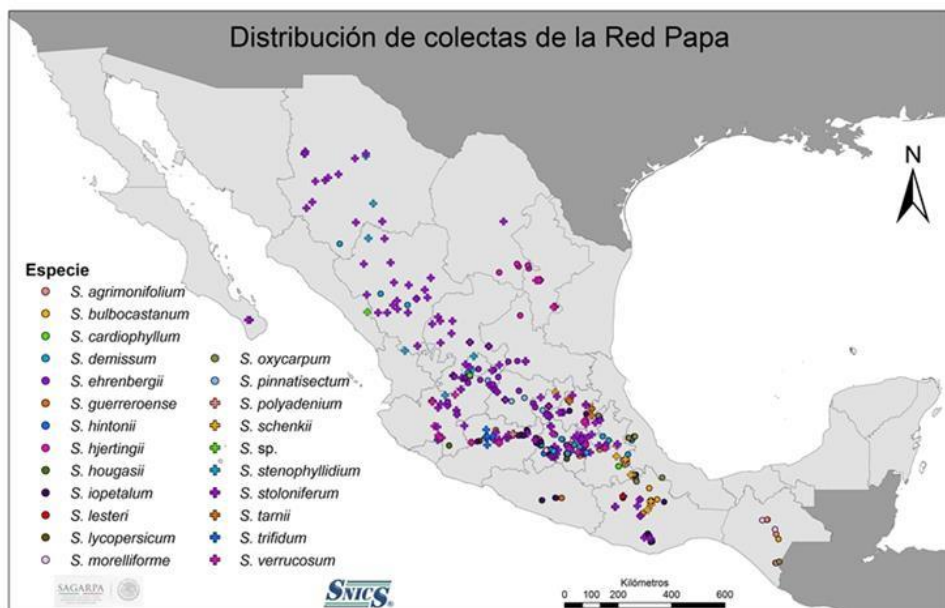 Distribución de colectas de la Red Papa
N
Especie
S. agrimonifolium
S. bulbocastanum
S. cardiophyllum
S. demissum
S. ehrenbergii
S. guerreroense
S. hintonii
S. hjertingii
S. hougasii
S. iopetalum
S. lesteri
S. lycopersicum
S. morelliforme
S. oxycarpum
S. pinnatisectum
S. polyadenium
S. schenkii
S. sp.
S. stenophyllidium
S. stoloniferum
S. tarnii
S. trifidum
S. verrucosum
SAGARPA
SNICS®
Kilómetros
0 100 200 400 600